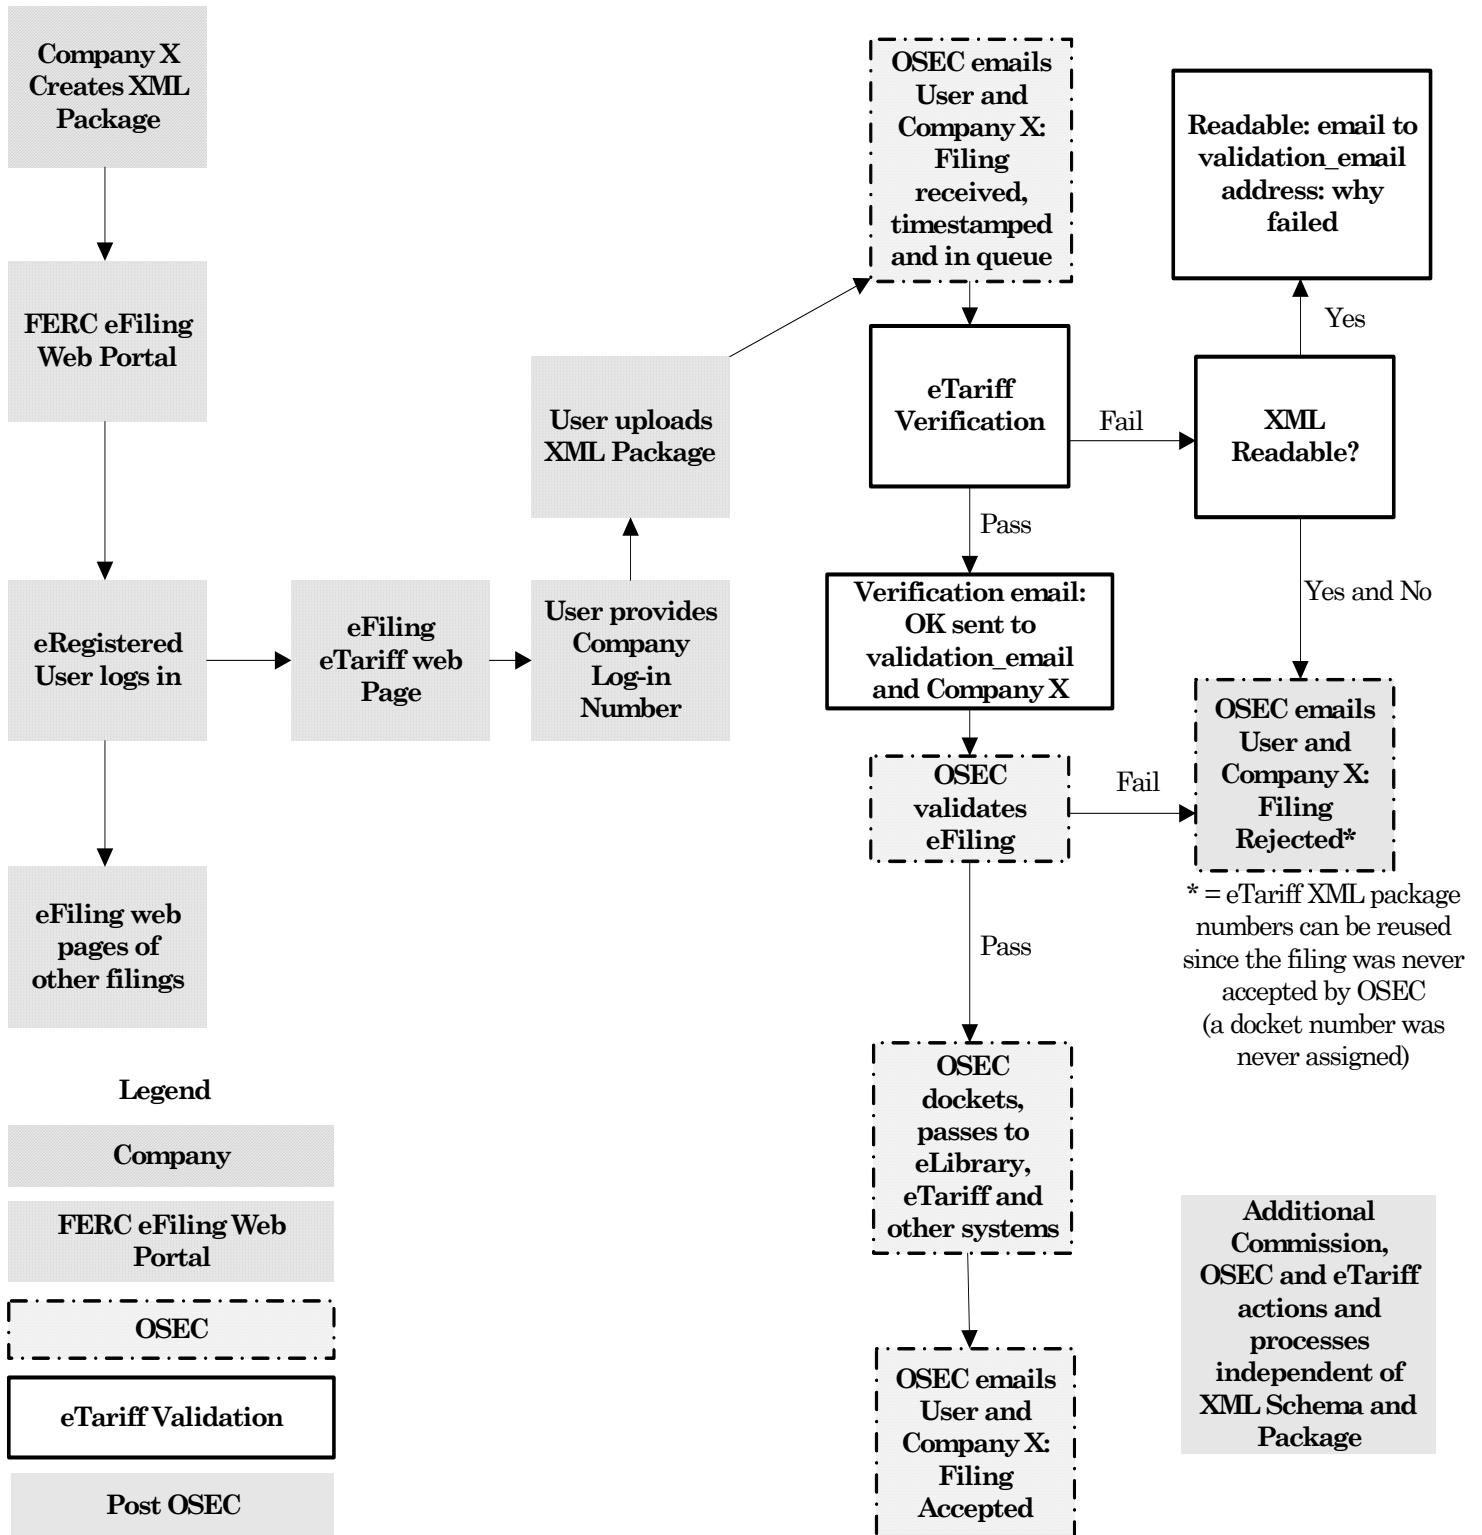 Company X
Creates XML
Package
FERC eFiling
Web Portal
eRegistered
User logs in
eFiling web
pages of
other filings
eFiling
eTariff web
Page
User provides
Company
Log-in
Number
User uploads
XML Package
OSEC emails
User and
Company X:
Filing
received,
timestamped
and in queue
eTariff
Verification
Fail
XML
Readable?
Yes
Readable: email to
validation_email
address: why
failed
Pass
Yes and No
Verification email:
OK sent to
validation_email
and Company X
OSEC
validates
eFiling
Fail
OSEC emails
User and
Company X:
Filing
Rejected*
* = eTariff XML package
numbers can be reused
since the filing was never
accepted by OSEC
(a docket number was
never assigned)
Pass
OSEC
dockets,
passes to
eLibrary,
eTariff and
other systems
OSEC emails
User and
Company X:
Filing
Accepted
Additional
Commission,
OSEC and eTariff
actions and
processes
independent of
XML Schema and
Package
Legend
Company
FERC eFiling Web
Portal
OSEC
eTariff Validation
Post OSEC